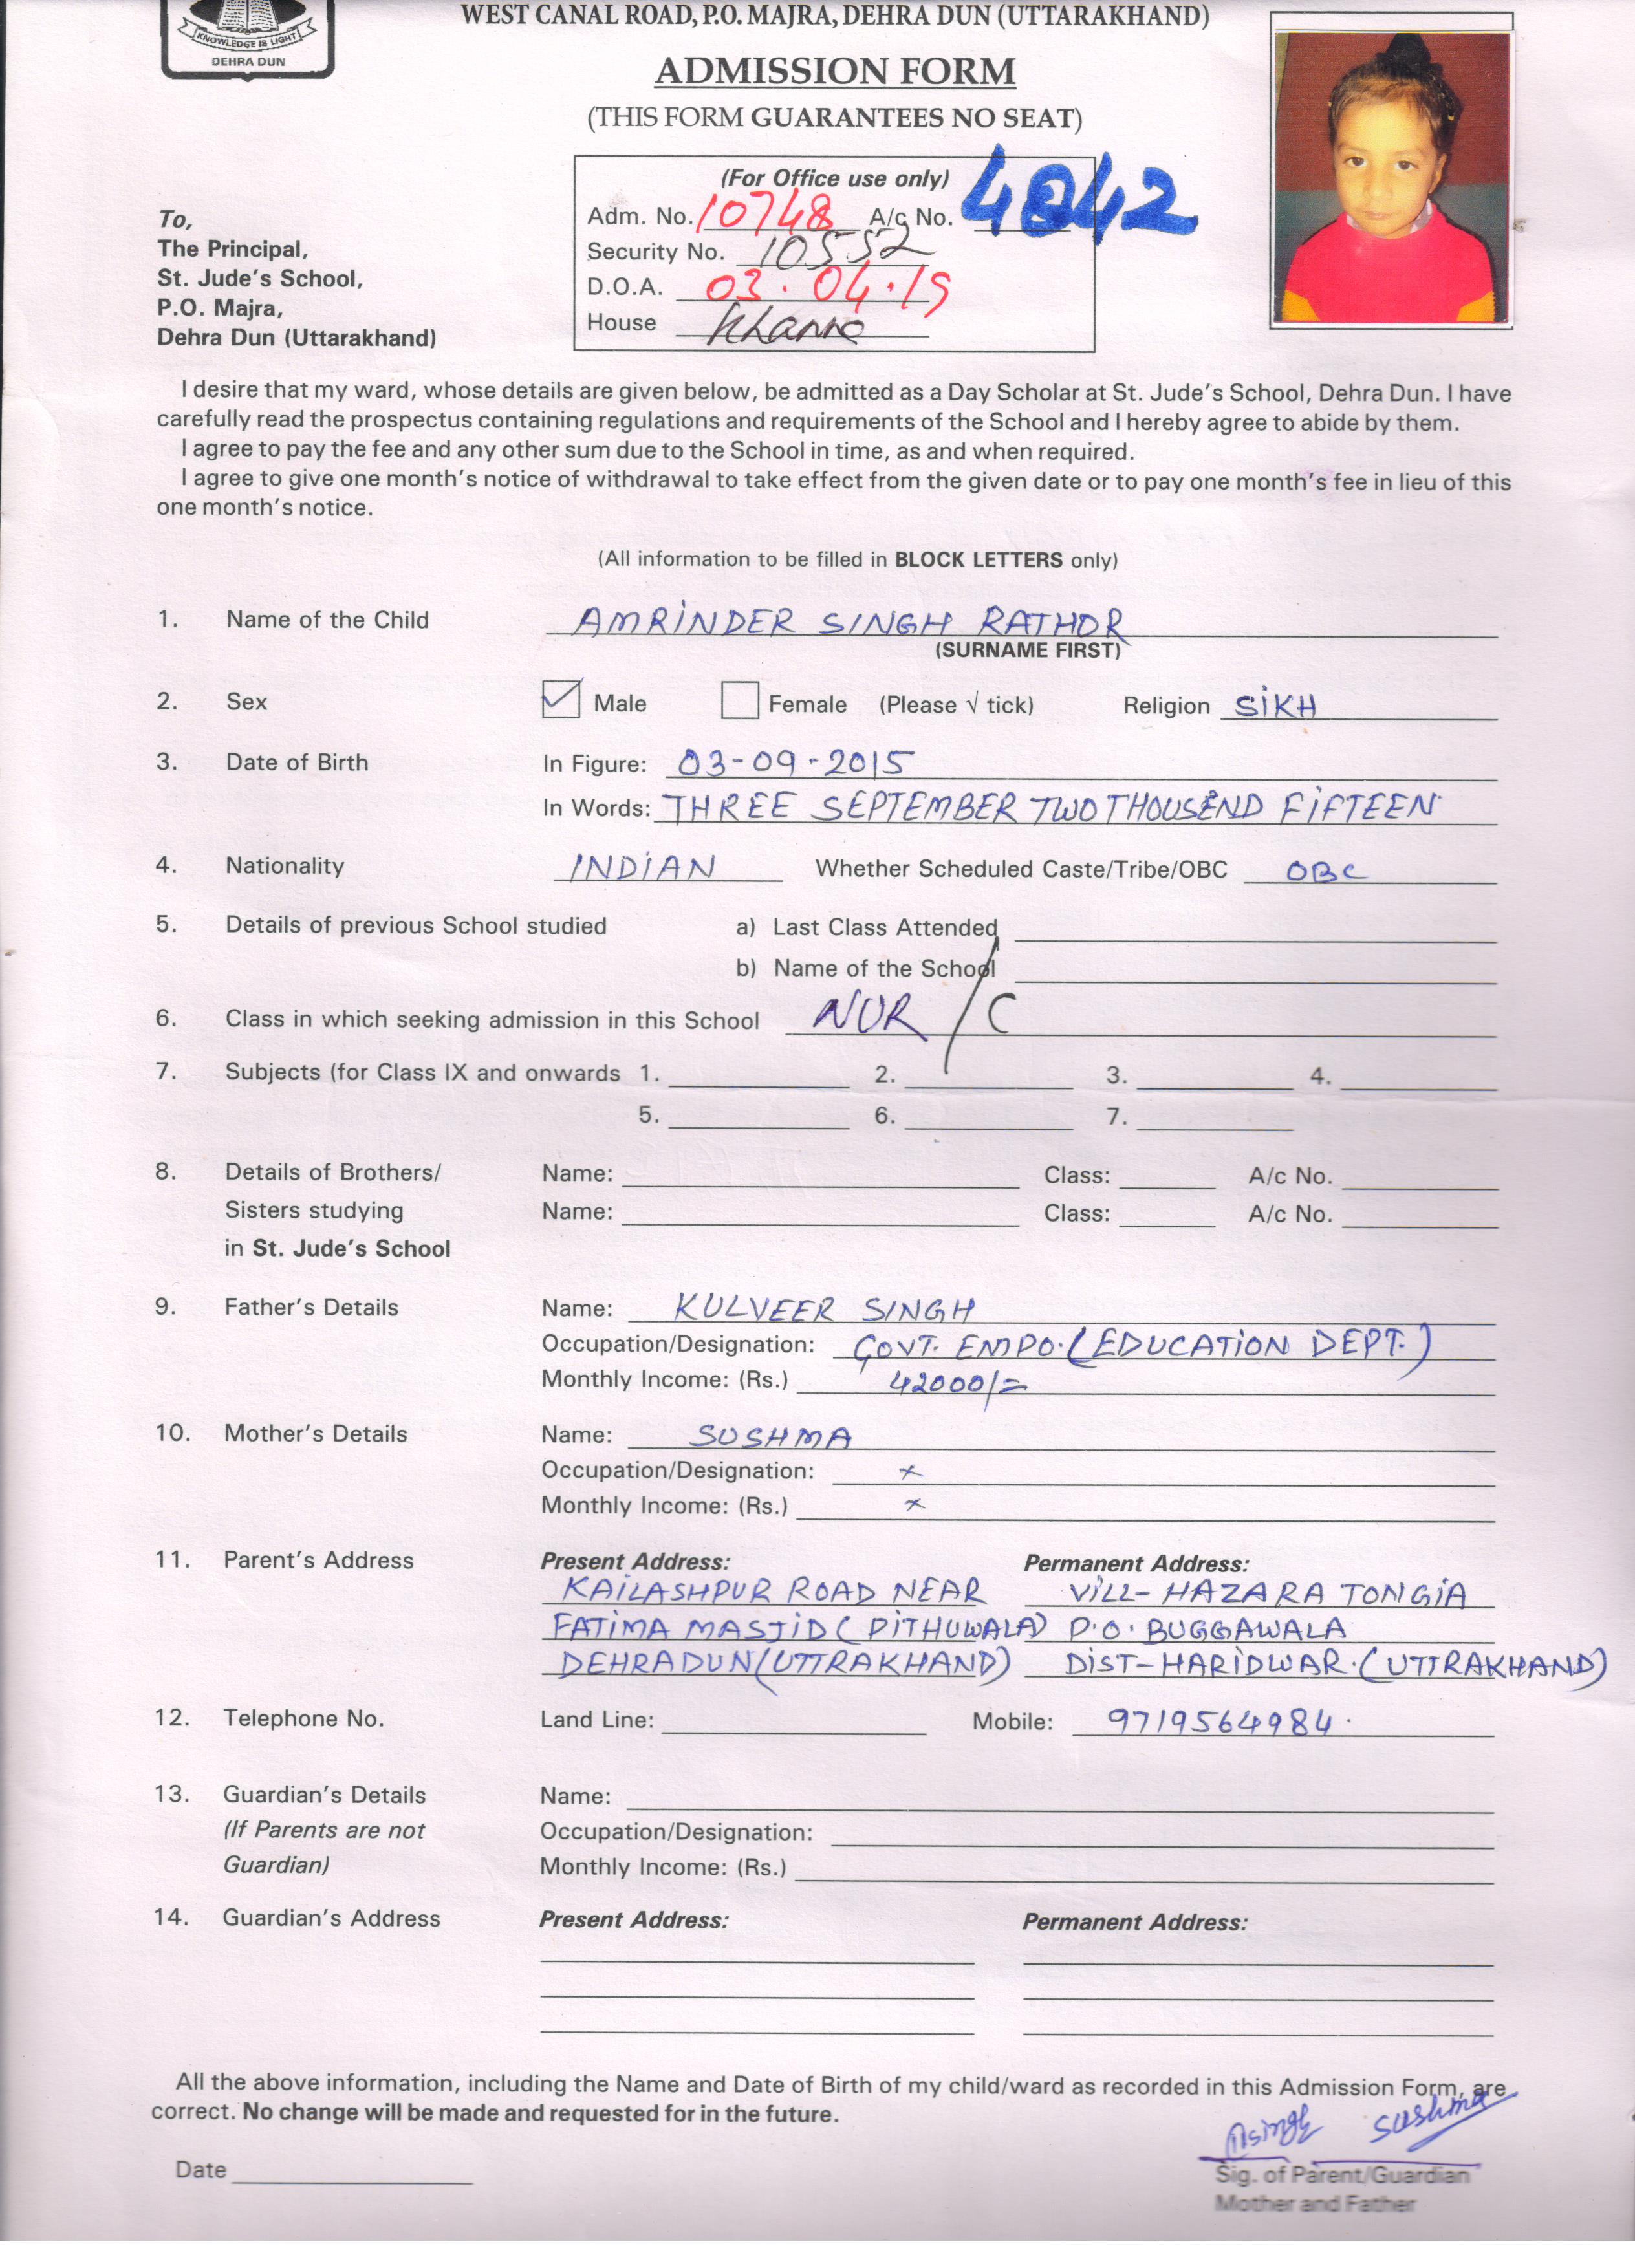 KNOWLEDGE IS LIGHT
DEHRA DUN
WEST CANAL ROAD, P.O. MAJRA, DEHRA DUN (UTTARAKHAND)
ADMISSION FORM
(THIS FORM GUARANTEES NO SEAT)
(For Office use only)
Adm. No. 10748 A/c No. 4842
Security No. 10552
D.O.A. 03.04.19
House Khanna
To,
The Principal,
St. Jude's School,
P.O. Majra,
Dehra Dun (Uttarakhand)
I desire that my ward, whose details are given below, be admitted as a Day Scholar at St. Jude's School, Dehra Dun. I have
carefully read the prospectus containing regulations and requirements of the School and I hereby agree to abide by them.
I agree to pay the fee and any other sum due to the School in time, as and when required.
I agree to give one month's notice of withdrawal to take effect from the given date or to pay one month's fee in lieu of this
one month's notice.
(All information to be filled in BLOCK LETTERS only)
1. Name of the Child AMRINDER SINGH RATHOR
(SURNAME FIRST)
2. Sex Male Female (Please √ tick) Religion SIKH
3. Date of Birth In Figure: 03-09-2015
In Words: THREE SEPTEMBER TWO THOUSEND FIFTEEN
4. Nationality INDIAN Whether Scheduled Caste/Tribe/OBC OBC
5. Details of previous School studied a) Last Class Attended
b) Name of the School
6. Class in which seeking admission in this School NUR / C
7. Subjects (for Class IX and onwards 1. 2. 3. 4.
5. 6. 7.
8. Details of Brothers/ Name: Class: A/c No.
Sisters studying Name: Class: A/c No.
in St. Jude's School
9. Father's Details Name: KULVEER SINGH
Occupation/Designation: GOVT. EMPO. (EDUCATION DEPT.)
Monthly Income: (Rs.) 42000/=
10. Mother's Details Name: SUSHMA
Occupation/Designation: x
Monthly Income: (Rs.) x
11. Parent's Address Present Address: Permanent Address:
KAILASHPUR ROAD NEAR VILL- HAZARA TONGIA
FATIMA MASJID (PITHUWALA) P.O. BUGGAWALA
DEHRADUN (UTTRAKHAND) DIST-HARIDWAR. (UTTRAKHAND)
12. Telephone No. Land Line: Mobile: 9719564984.
13. Guardian's Details Name:
(If Parents are not Occupation/Designation:
Guardian) Monthly Income: (Rs.)
14. Guardian's Address Present Address: Permanent Address:
All the above information, including the Name and Date of Birth of my child/ward as recorded in this Admission Form, are
correct. No change will be made and requested for in the future.
Sushma
Date Sig. of Parent/Guardian
Mother and Father